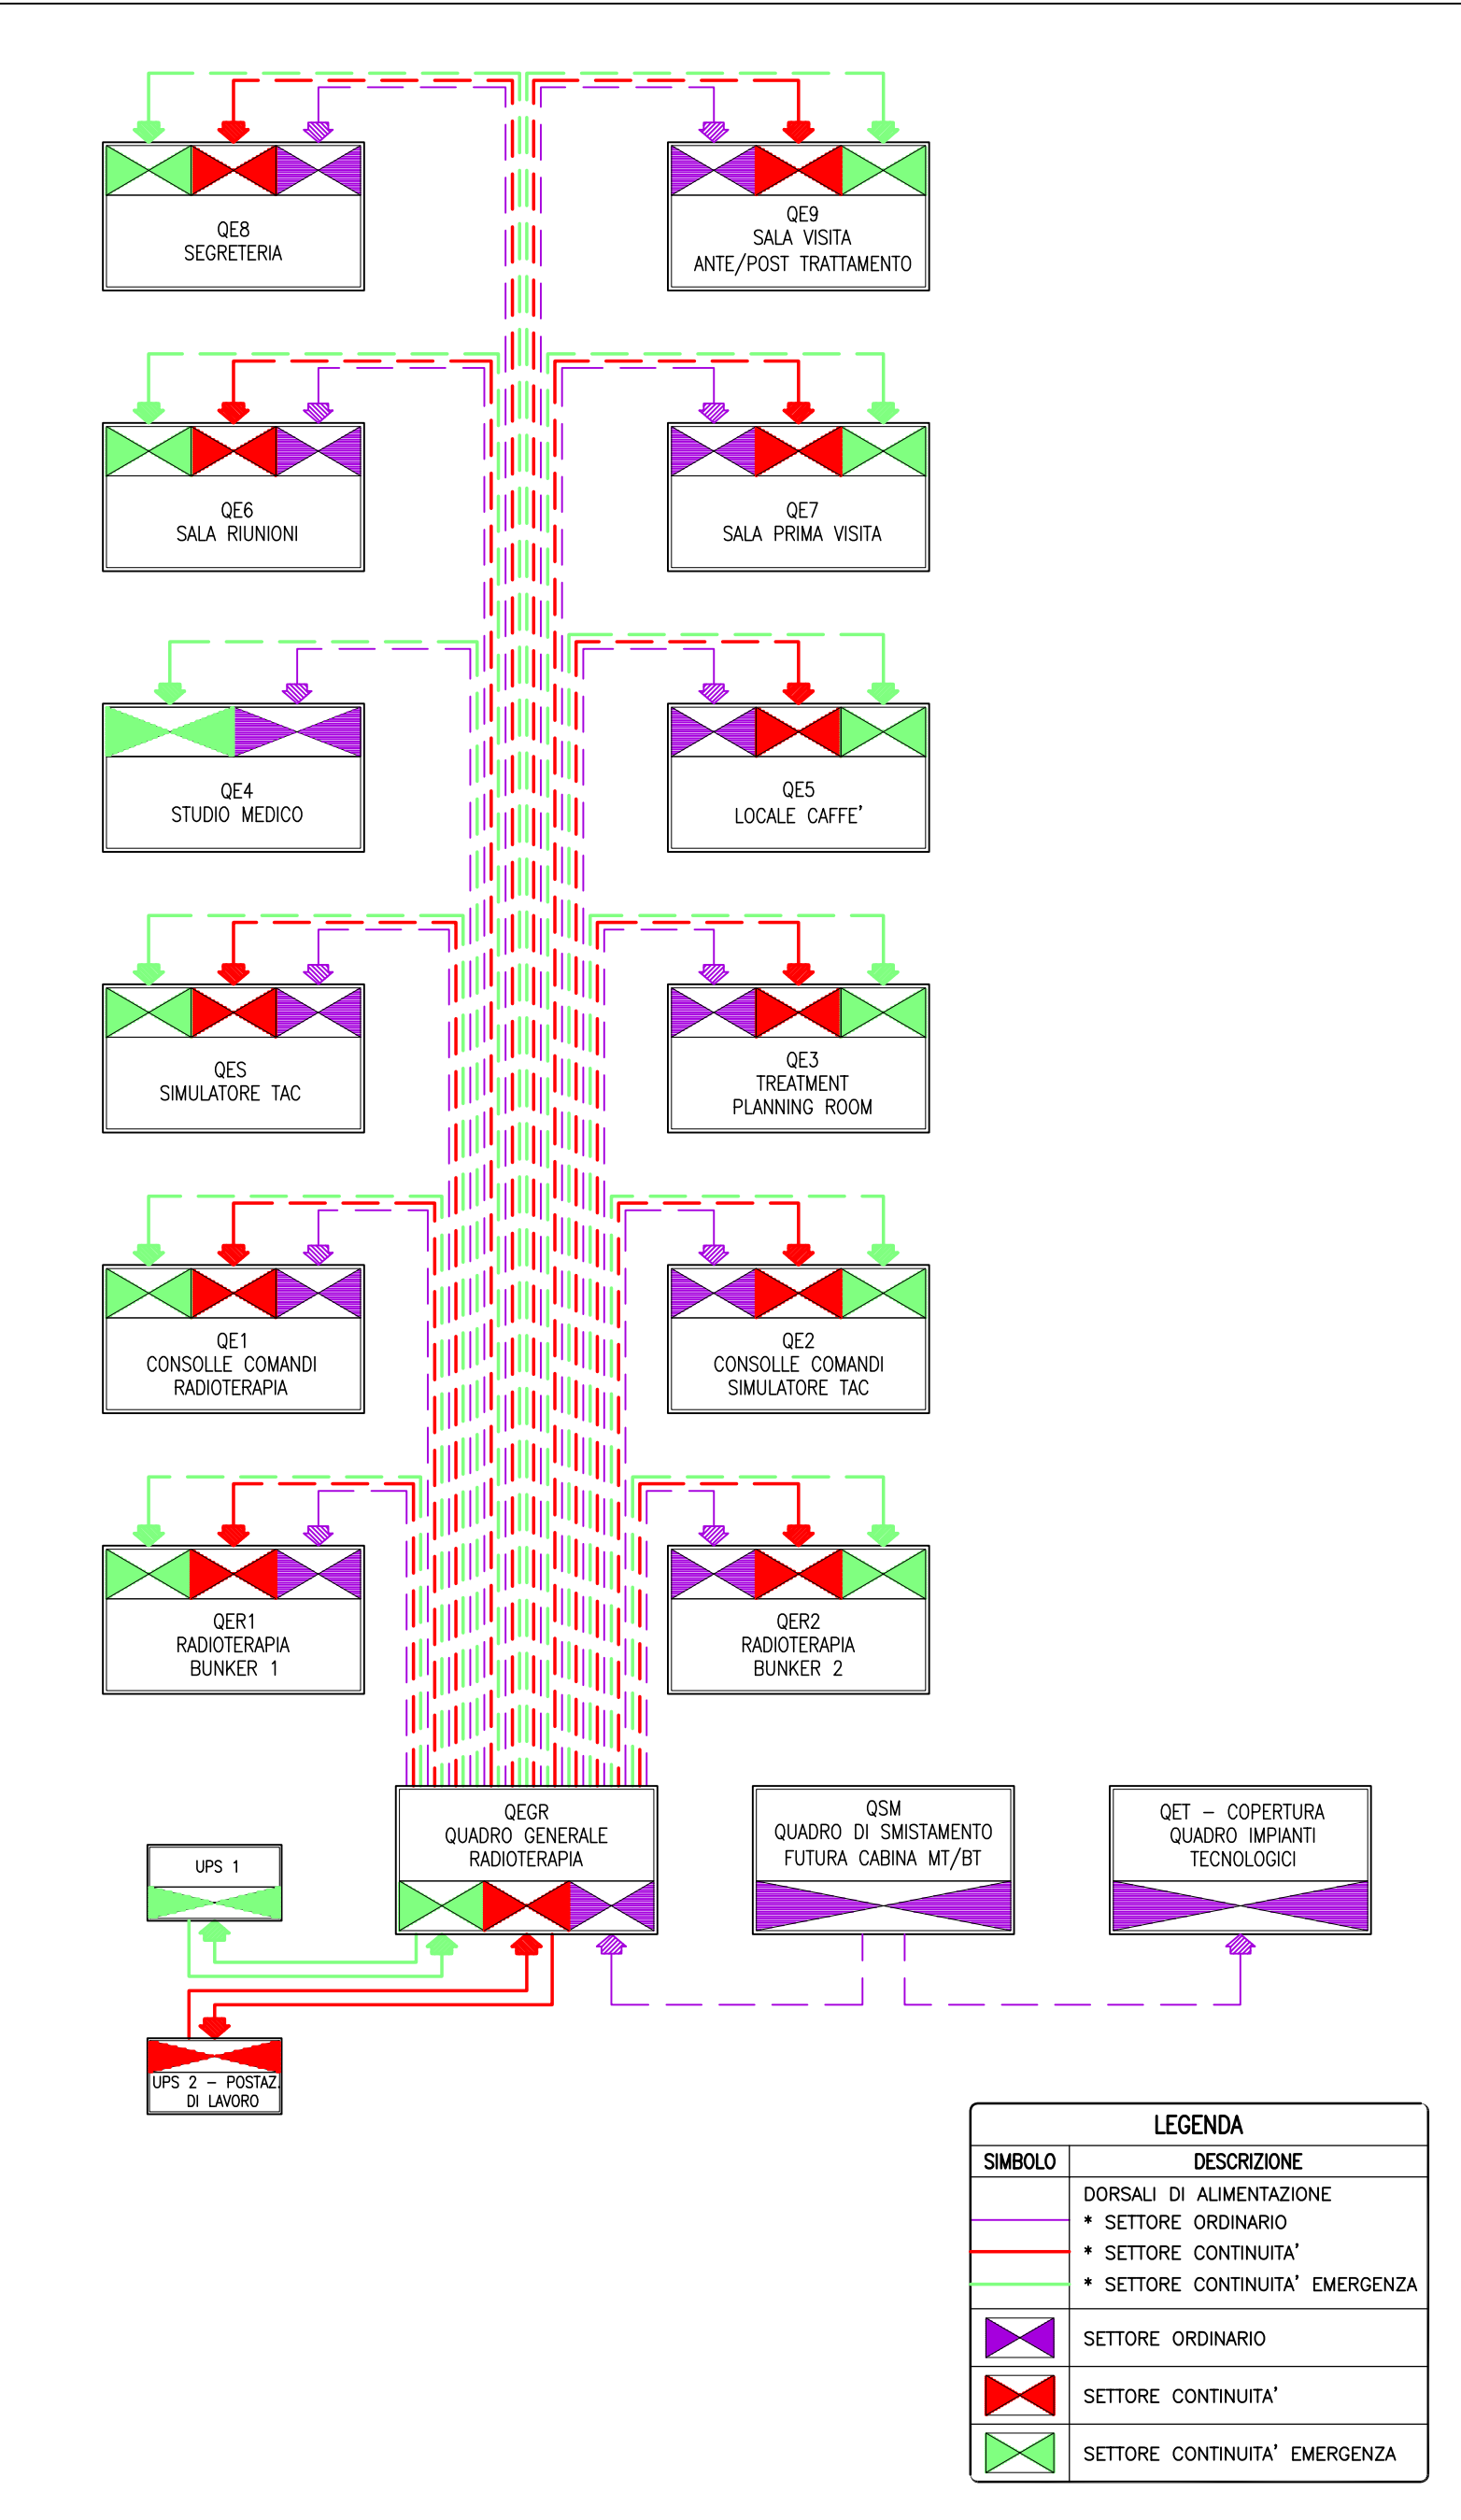 QE8
SEGRETERIA
QE9
SALA VISITA
ANTE/POST TRATTAMENTO
QE6
SALA RIUNIONI
QE7
SALA PRIMA VISITA
QE4
STUDIO MEDICO
QE5
LOCALE CAFFE'
QES
SIMULATORE TAC
QE3
TREATMENT
PLANNING ROOM
QE1
CONSOLLE COMANDI
RADIOTERAPIA
QE2
CONSOLLE COMANDI
SIMULATORE TAC
QER1
RADIOTERAPIA
BUNKER 1
QER2
RADIOTERAPIA
BUNKER 2
QEGR
QUADRO GENERALE
RADIOTERAPIA
QSM
QUADRO DI SMISTAMENTO
FUTURA CABINA MT/BT
QET - COPERTURA
QUADRO IMPIANTI
TECNOLOGICI
UPS 1
UPS 2 - POSTAZ.
DI LAVORO
LEGENDA
SIMBOLO DESCRIZIONE
DORSALI DI ALIMENTAZIONE
* SETTORE ORDINARIO
* SETTORE CONTINUITA'
* SETTORE CONTINUITA' EMERGENZA
SETTORE ORDINARIO
SETTORE CONTINUITA'
SETTORE CONTINUITA' EMERGENZA